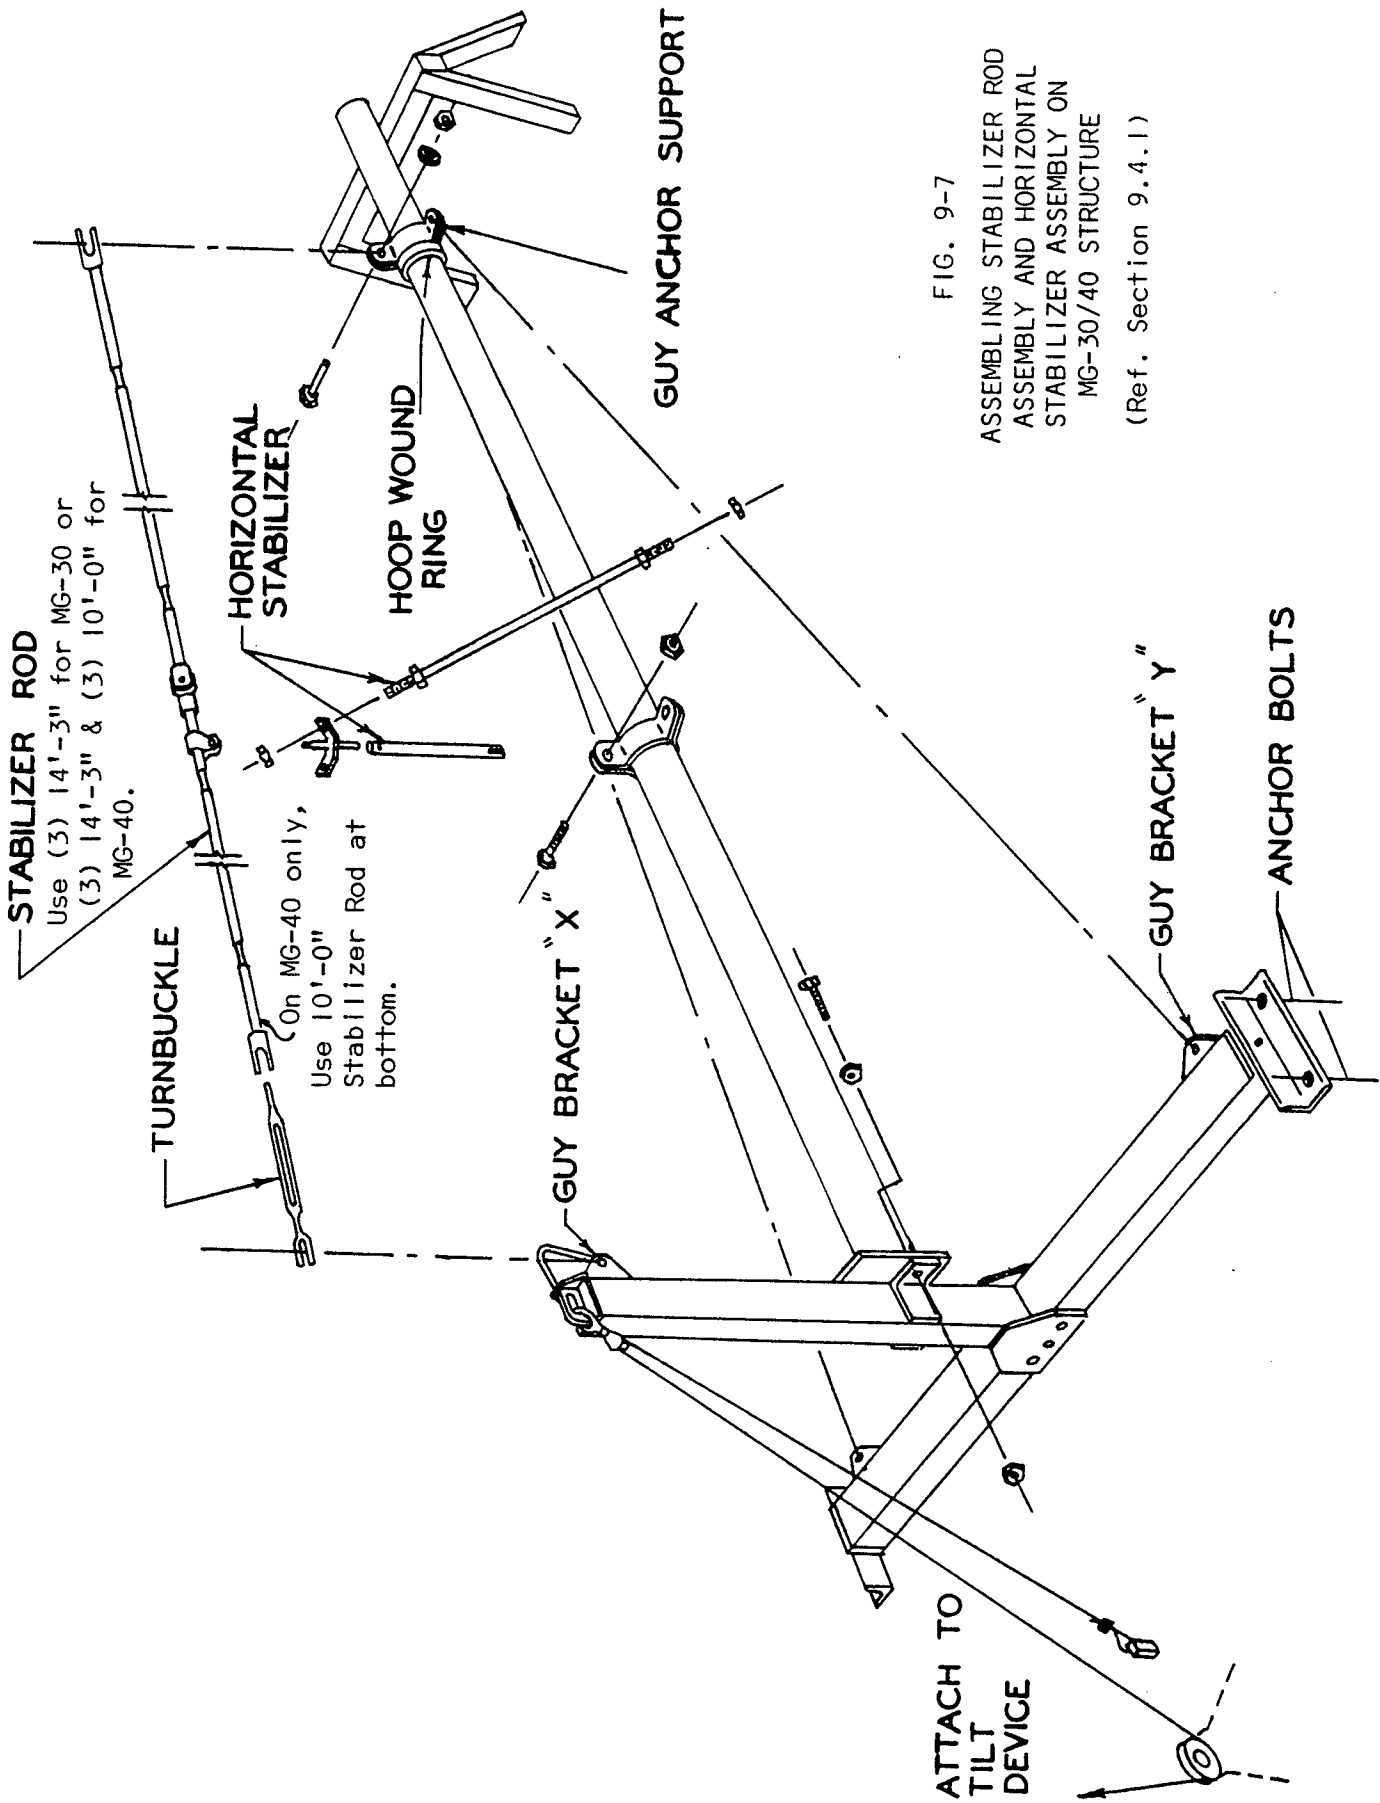 STABILIZER ROD
Use (3) 14'-3" for MG-30 or
(3) 14'-3" & (3) 10'-0" for
MG-40.
TURNBUCKLE
(On MG-40 only,
Use 10'-0"
Stabilizer Rod at
bottom.
HORIZONTAL
STABILIZER
HOOP WOUND
RING
GUY ANCHOR SUPPORT
GUY BRACKET "X"
GUY BRACKET "Y"
ANCHOR BOLTS
ATTACH TO
TILT
DEVICE
FIG. 9-7
ASSEMBLING STABILIZER ROD
ASSEMBLY AND HORIZONTAL
STABILIZER ASSEMBLY ON
MG-30/40 STRUCTURE
(Ref. Section 9.4.1)